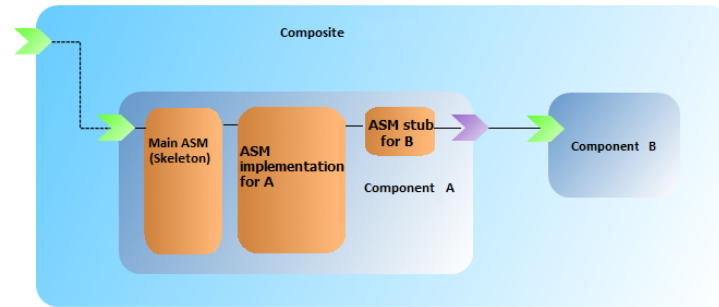 Composite
Main ASM
(Skeleton)
ASM
implementation
for A
ASM stub
for B
Component A
Component B